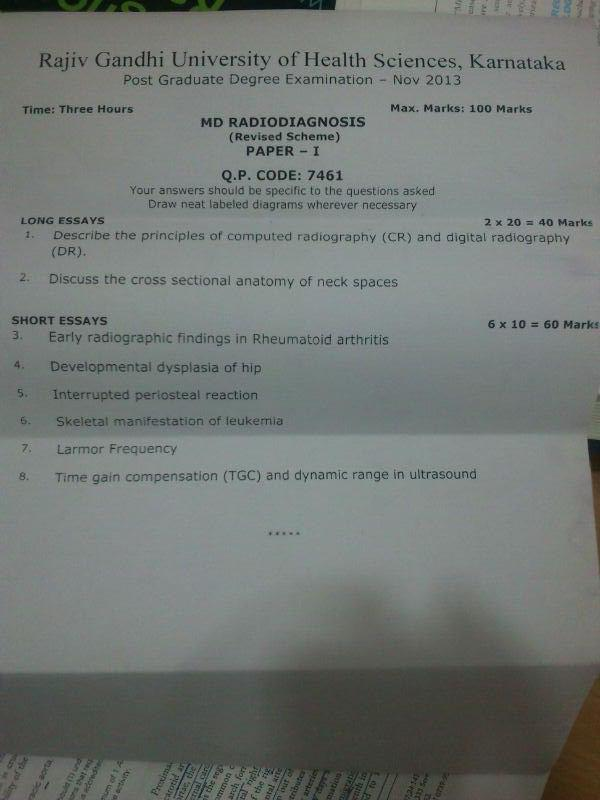 Rajiv Gandhi University of Health Sciences, Karnataka
Post Graduate Degree Examination – Nov 2013
Time: Three Hours
Max. Marks: 100 Marks
MD RADIODIAGNOSIS
(Revised Scheme)
PAPER – I
Q.P. CODE: 7461
Your answers should be specific to the questions asked
Draw neat labeled diagrams wherever necessary
LONG ESSAYS
2 x 20 = 40 Marks
1. Describe the principles of computed radiography (CR) and digital radiography
(DR).
2. Discuss the cross sectional anatomy of neck spaces
SHORT ESSAYS
6 x 10 = 60 Marks
3. Early radiographic findings in Rheumatoid arthritis
4. Developmental dysplasia of hip
5. Interrupted periosteal reaction
6. Skeletal manifestation of leukemia
7. Larmor Frequency
8. Time gain compensation (TGC) and dynamic range in ultrasound
*****